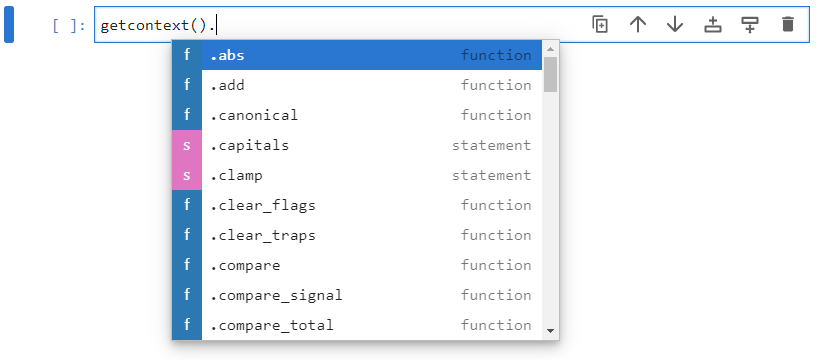 [ ]: getcontext().
f .abs function
f .add function
f .canonical function
s .capitals statement
s .clamp statement
f .clear_flags function
f .clear_traps function
f .compare function
f .compare_signal function
f .compare_total function